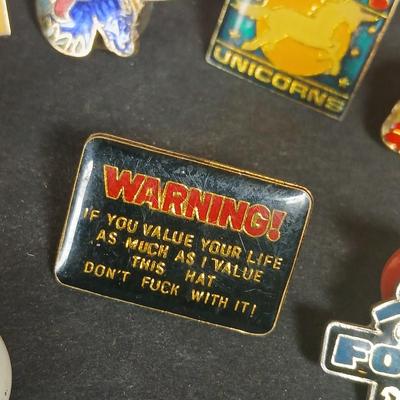 UNICORNS
WARNING!
IF YOU VALUE YOUR LIFE
AS MUCH AS I VALUE
THIS HAT
DON'T FUCK WITH IT!